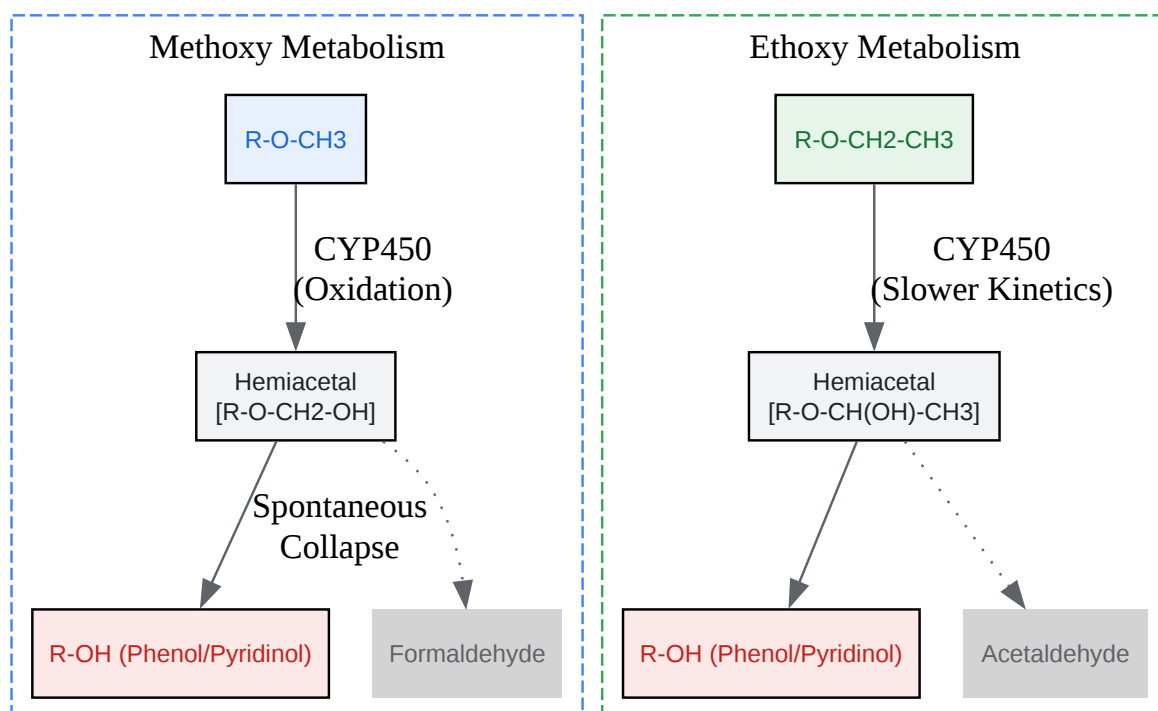 Methoxy Metabolism
R-O-CH3
CYP450
(Oxidation)
Hemiacetal
[R-O-CH2-OH]
Spontaneous
Collapse
R-OH (Phenol/Pyridinol)
Formaldehyde
Ethoxy Metabolism
R-O-CH2-CH3
CYP450
(Slower Kinetics)
Hemiacetal
[R-O-CH(OH)-CH3]
R-OH (Phenol/Pyridinol)
Acetaldehyde